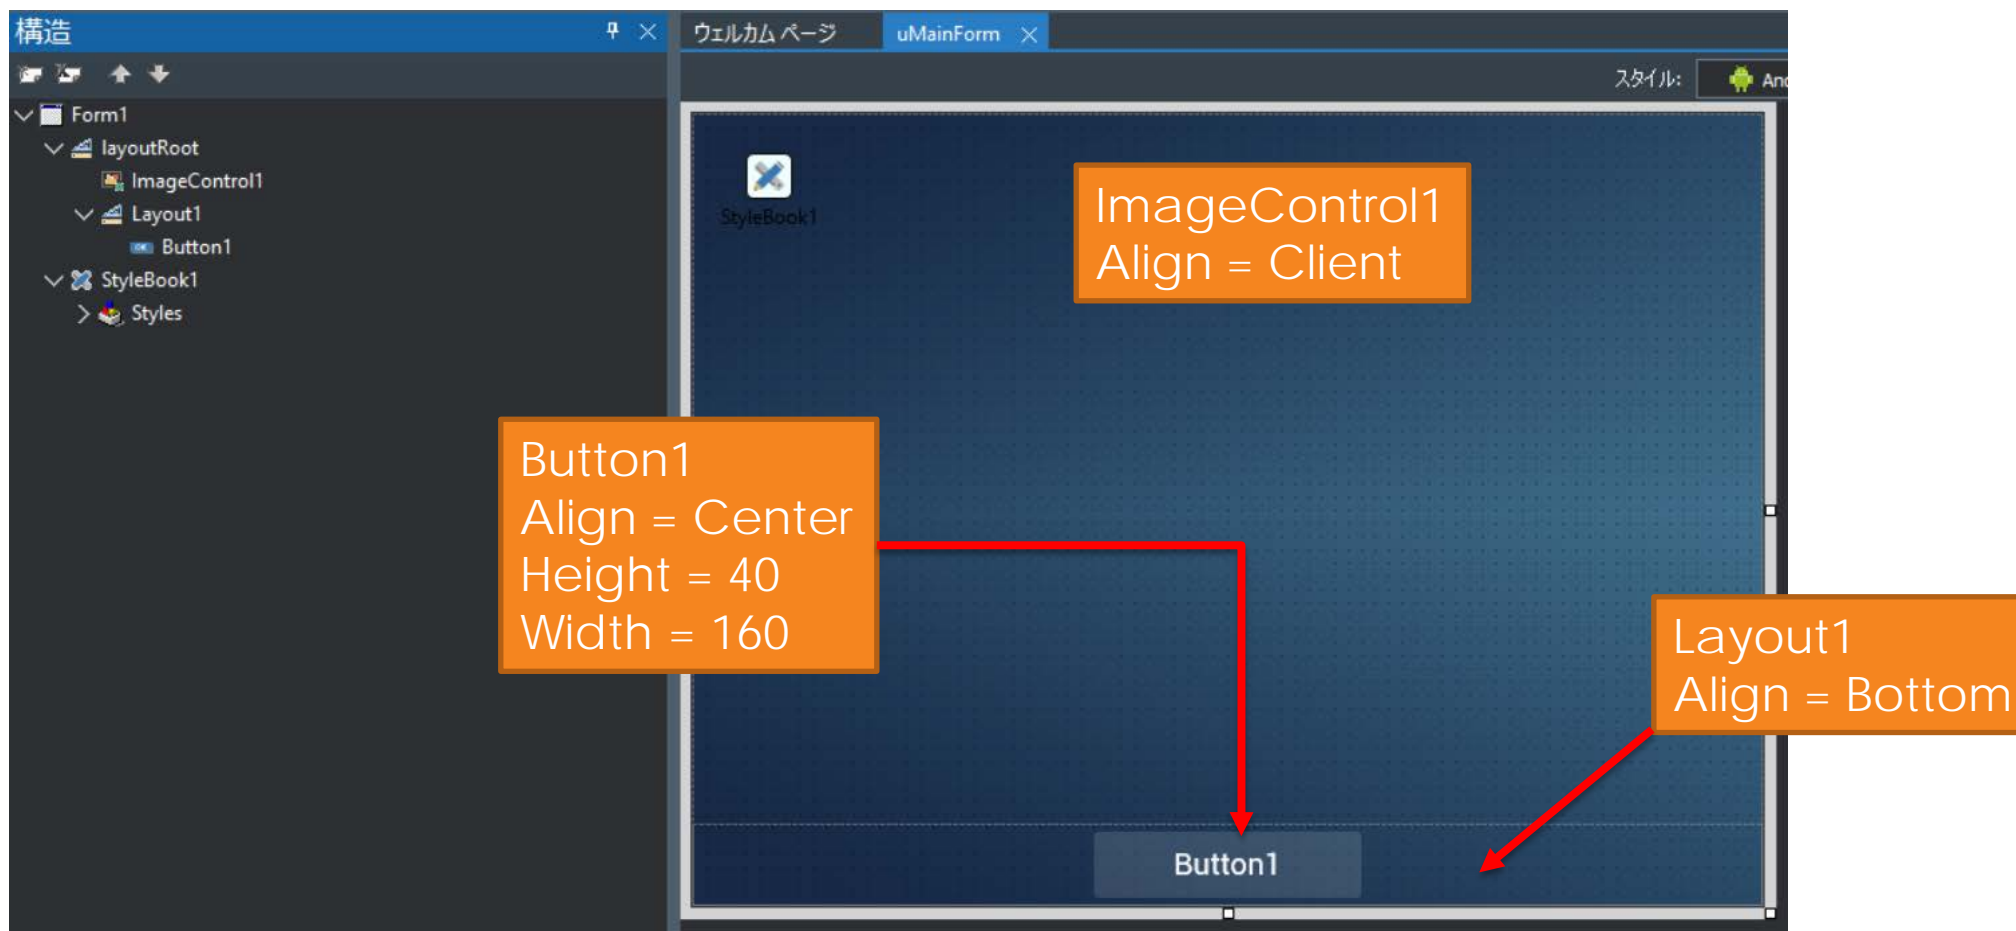 構造
ウェルカム ページ
uMainForm
スタイル:
Form1
layoutRoot
ImageControl1
Layout1
Button1
StyleBook1
Styles
StyleBook1
ImageControl1
Align = Client
Button1
Align = Center
Height = 40
Width = 160
Layout1
Align = Bottom
Button1